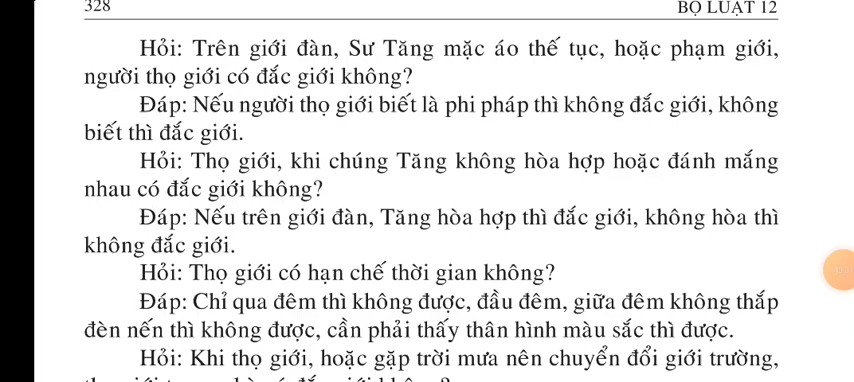 328
BỘ LUẬT 12
Hỏi: Trên giới đàn, Sư Tăng mặc áo thế tục, hoặc phạm giới,
người thọ giới có đắc giới không?
Đáp: Nếu người thọ giới biết là phi pháp thì không đắc giới, không
biết thì đắc giới.
Hỏi: Thọ giới, khi chúng Tăng không hòa hợp hoặc đánh mắng
nhau có đắc giới không?
Đáp: Nếu trên giới đàn, Tăng hòa hợp thì đắc giới, không hòa thì
không đắc giới.
Hỏi: Thọ giới có hạn chế thời gian không?
Đáp: Chỉ qua đêm thì không được, đầu đêm, giữa đêm không thắp
đèn nến thì không được, cần phải thấy thân hình màu sắc thì được.
Hỏi: Khi thọ giới, hoặc gặp trời mưa nên chuyển đổi giới trường,